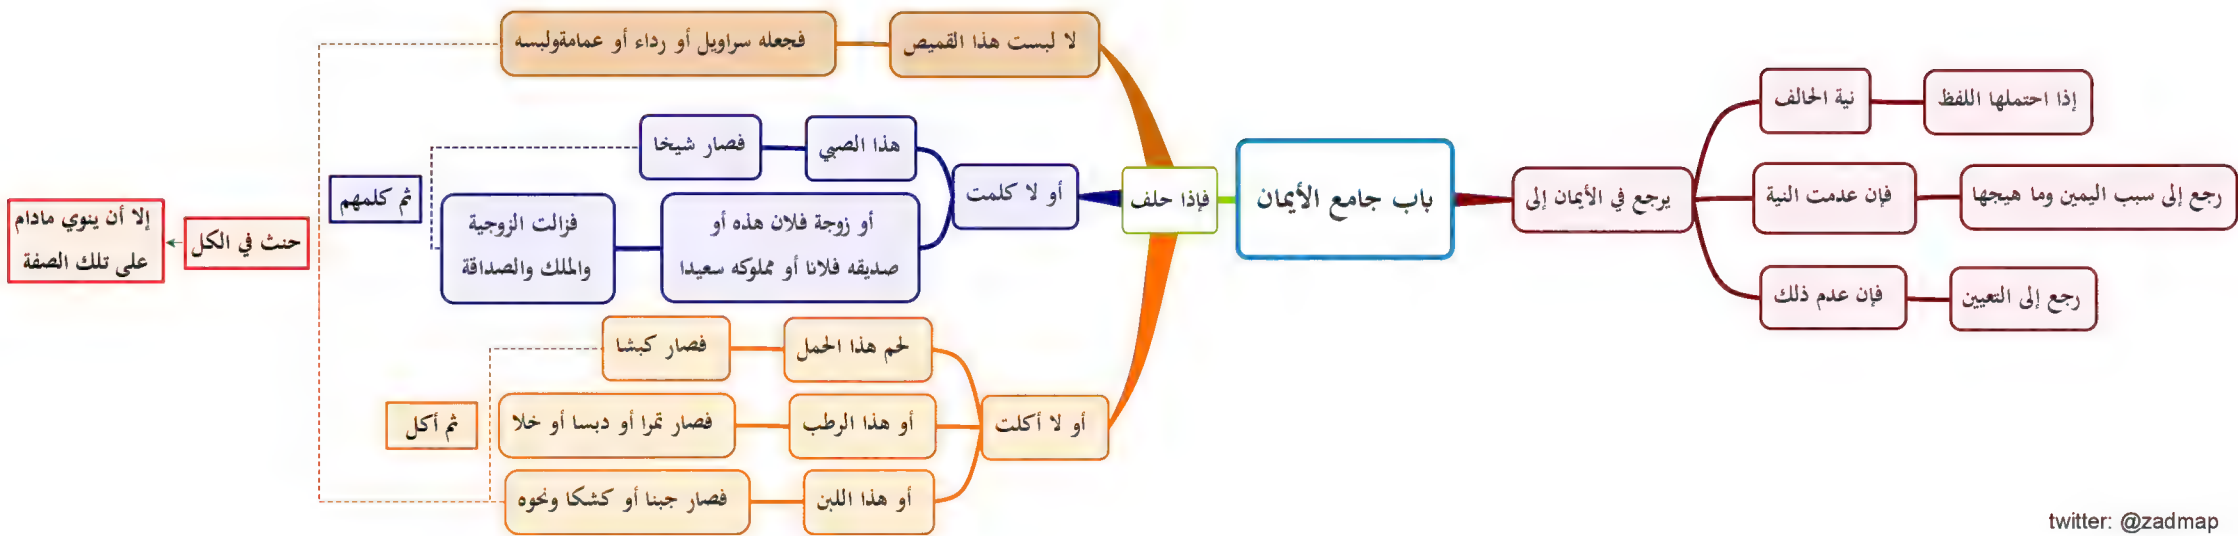 باب جامع الأيمان
يرجع في الأيمان إلى
نية الحالف
إذا احتملها اللفظ
فإن عدمت النية
رجع إلى سبب اليمين وما هيجها
فإن عدم ذلك
رجع إلى التعيين
فإذا حلف
لا لبست هذا القميص
فجعله سراويل أو رداء أو عمامةولبسه
أو لا كلمت
هذا الصبي
فصار شيخا
أو زوجة فلان هذه أو
صديقه فلانا أو مملوكه سعيدا
فزالت الزوجية
والملك والصداقة
ثم كلمهم
أو لا أكلت
لحم هذا الحمل
فصار كبشا
أو هذا الرطب
فصار تمرا أو دبسا أو خلا
أو هذا اللبن
فصار جبنا أو كشكا ونحوه
ثم أكل
حنث في الكل
إلا أن ينوي مادام
على تلك الصفة
twitter: @zadmap